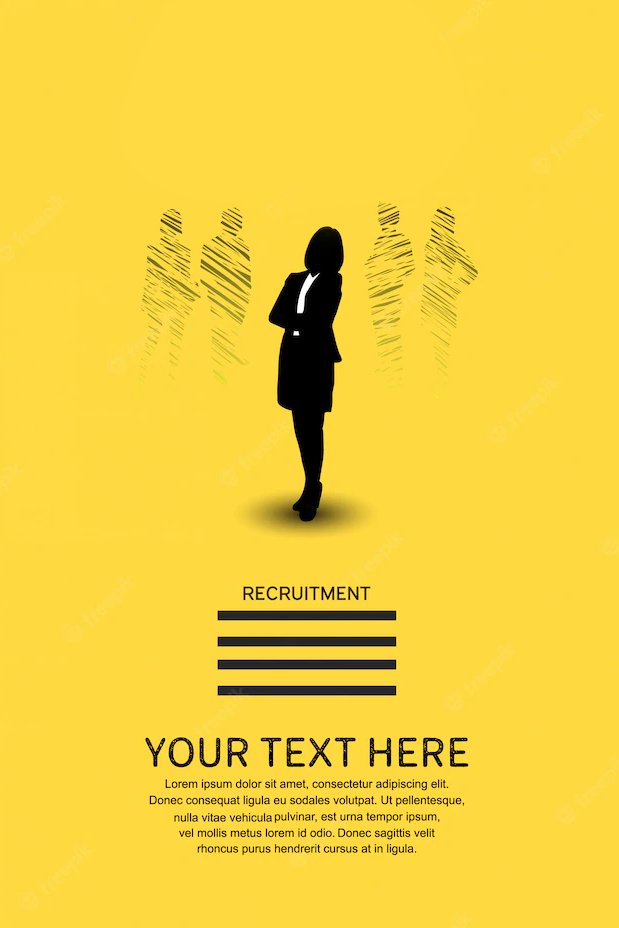 RECRUITMENT
YOUR TEXT HERE
Lorem ipsum dolor sit amet, consectetur adipiscing elit.
Donec consequat ligula eu sodales volutpat. Ut pellentesque,
nulla vitae vehicula pulvinar, est urna tempor ipsum,
vel mollis metus lorem id odio. Donec sagittis velit
rhoncus purus hendrerit cursus at in ligula.